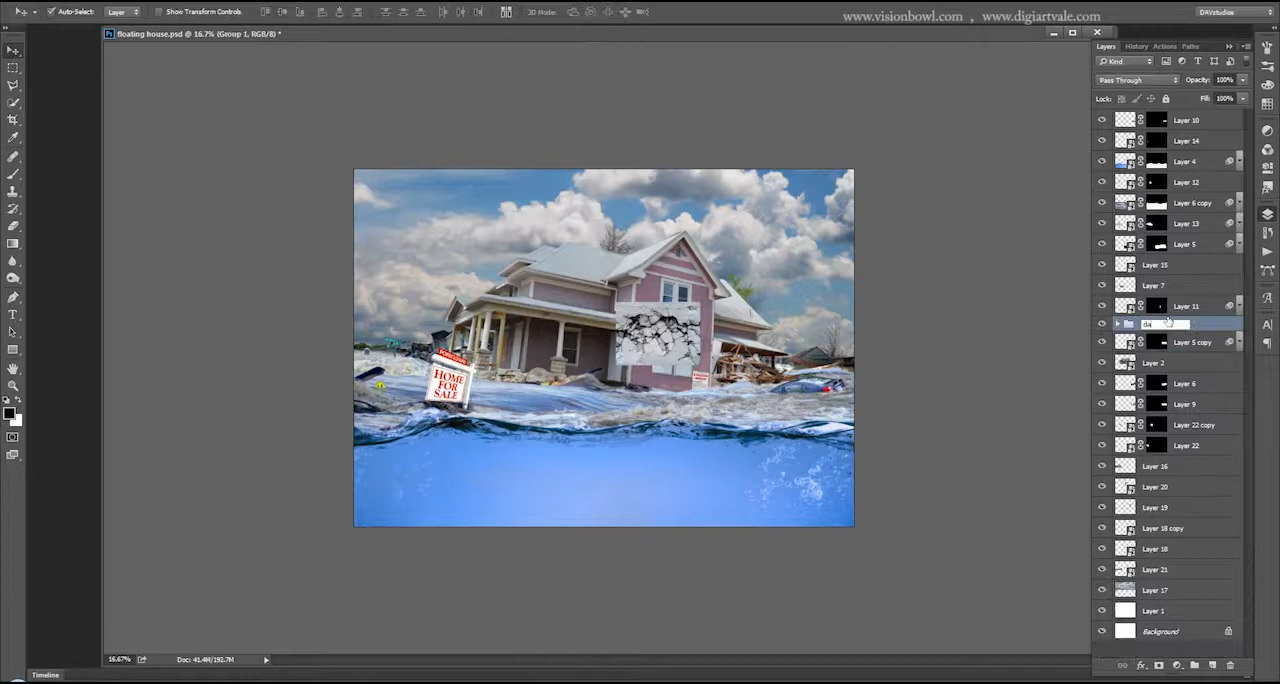 Auto-Select: Layer Show Transform Controls 3D Mode: www.visionbowl.com , www.digiartvale.com DAVstudios
floating house.psd @ 16.7% (Group 1, RGB/8) *
Layers History Actions Paths
Kind
Pass Through Opacity: 100%
Lock: Fill: 100%
Layer 10
Layer 14
Layer 4
Layer 12
Layer 6 copy
Layer 13
Layer 5
Layer 15
Layer 7
Layer 11
da
Layer 5 copy
Layer 2
Layer 6
Layer 9
Layer 22 copy
Layer 22
Layer 16
Layer 20
Layer 19
Layer 18 copy
Layer 18
Layer 21
Layer 17
Layer 1
Background
HOME
FOR
SALE
16.67% Doc: 41.4M/192.7M
Timeline